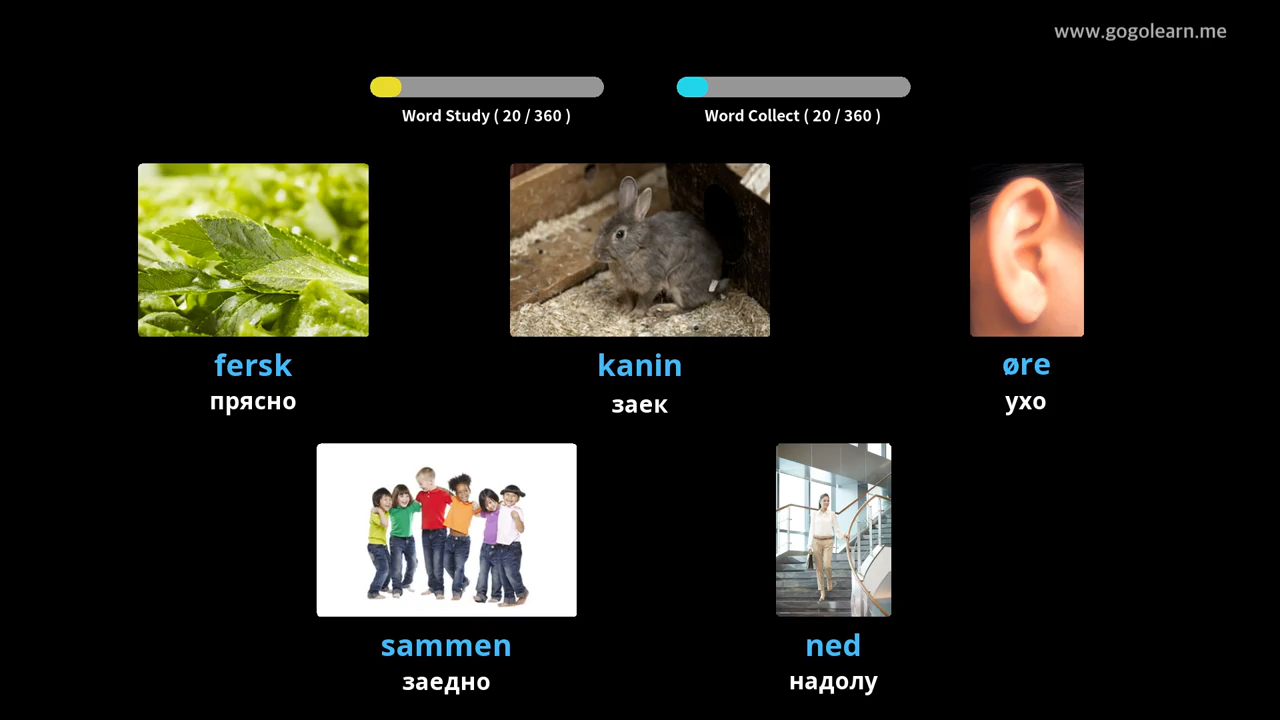 www.gogolearn.me
Word Study ( 20 / 360 )
Word Collect ( 20 / 360 )
fersk
прясно
kanin
заек
øre
ухо
sammen
заедно
ned
надолу